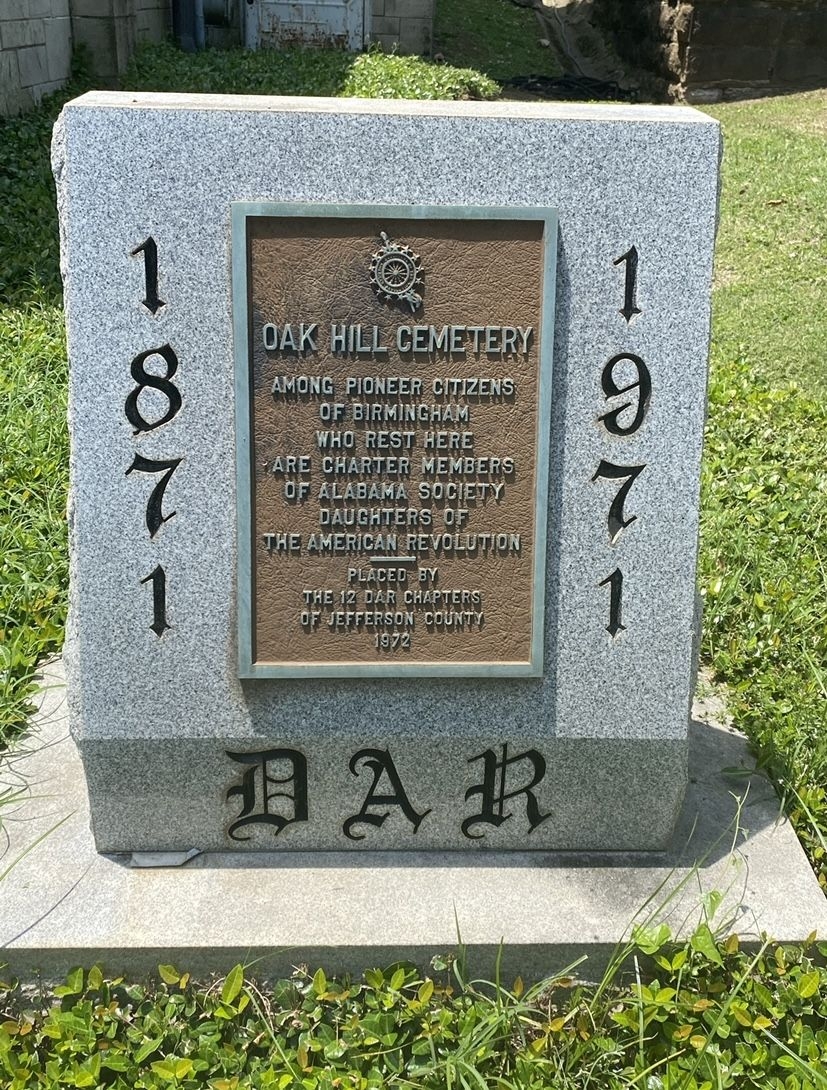 1871
1971
OAK HILL CEMETERY
AMONG PIONEER CITIZENS
OF BIRMINGHAM
WHO REST HERE
ARE CHARTER MEMBERS
OF ALABAMA SOCIETY
DAUGHTERS OF
THE AMERICAN REVOLUTION
PLACED BY
THE 12 DAR CHAPTERS
OF JEFFERSON COUNTY
1972
DAR